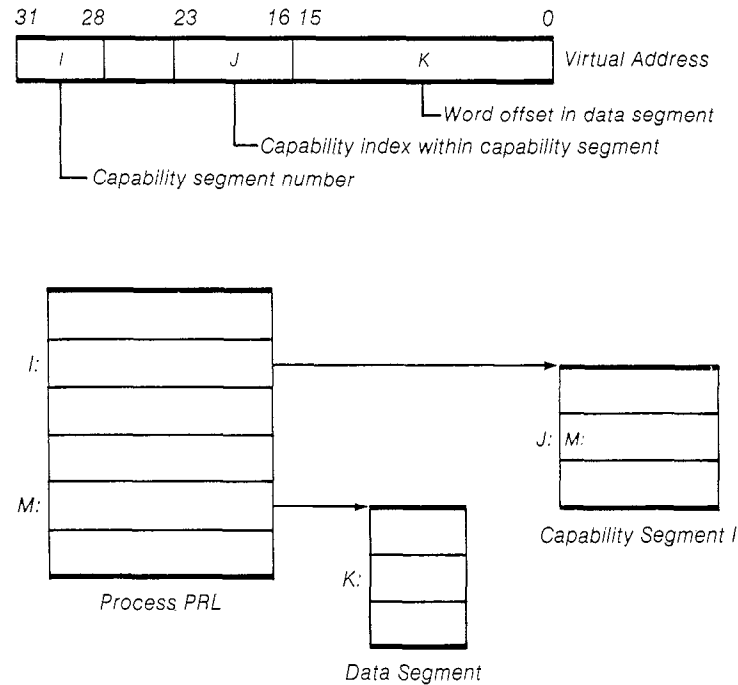 31 28 23 16 15 0
I J K Virtual Address
Word offset in data segment
Capability index within capability segment
Capability segment number
I:
J: M:
M:
Capability Segment I
K:
Process PRL
Data Segment